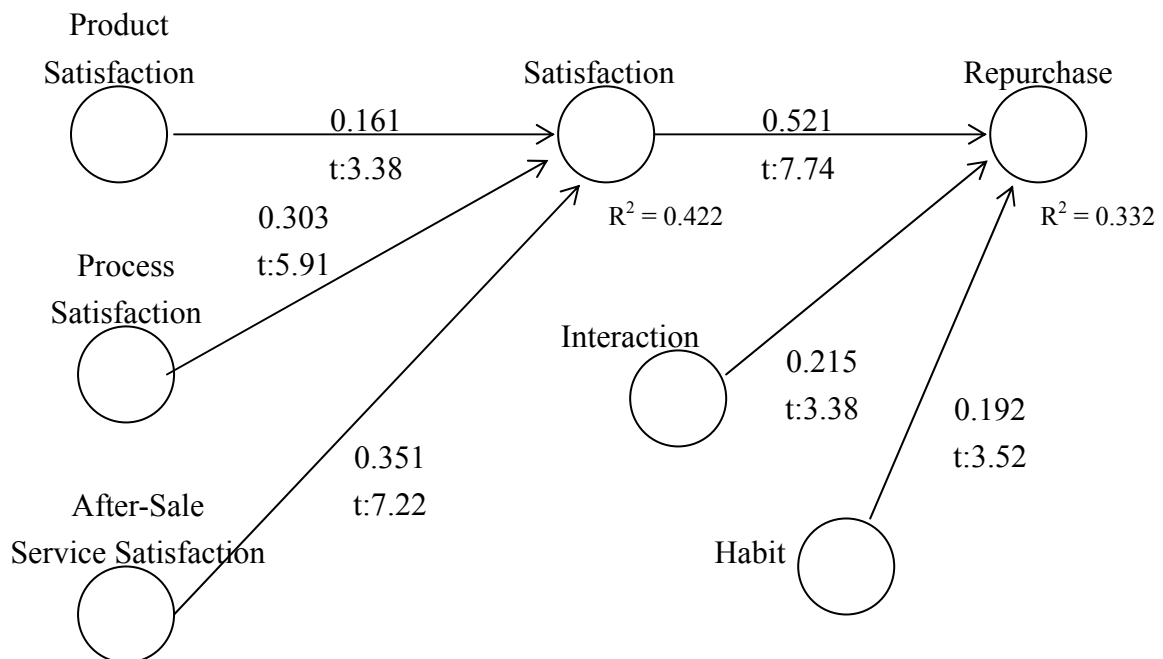 Product
Satisfaction
Satisfaction
Repurchase
0.161
t:3.38
0.521
t:7.74
R² = 0.422
R² = 0.332
0.303
t:5.91
Process
Satisfaction
Interaction
0.215
t:3.38
0.192
t:3.52
0.351
t:7.22
After-Sale
Service Satisfaction
Habit